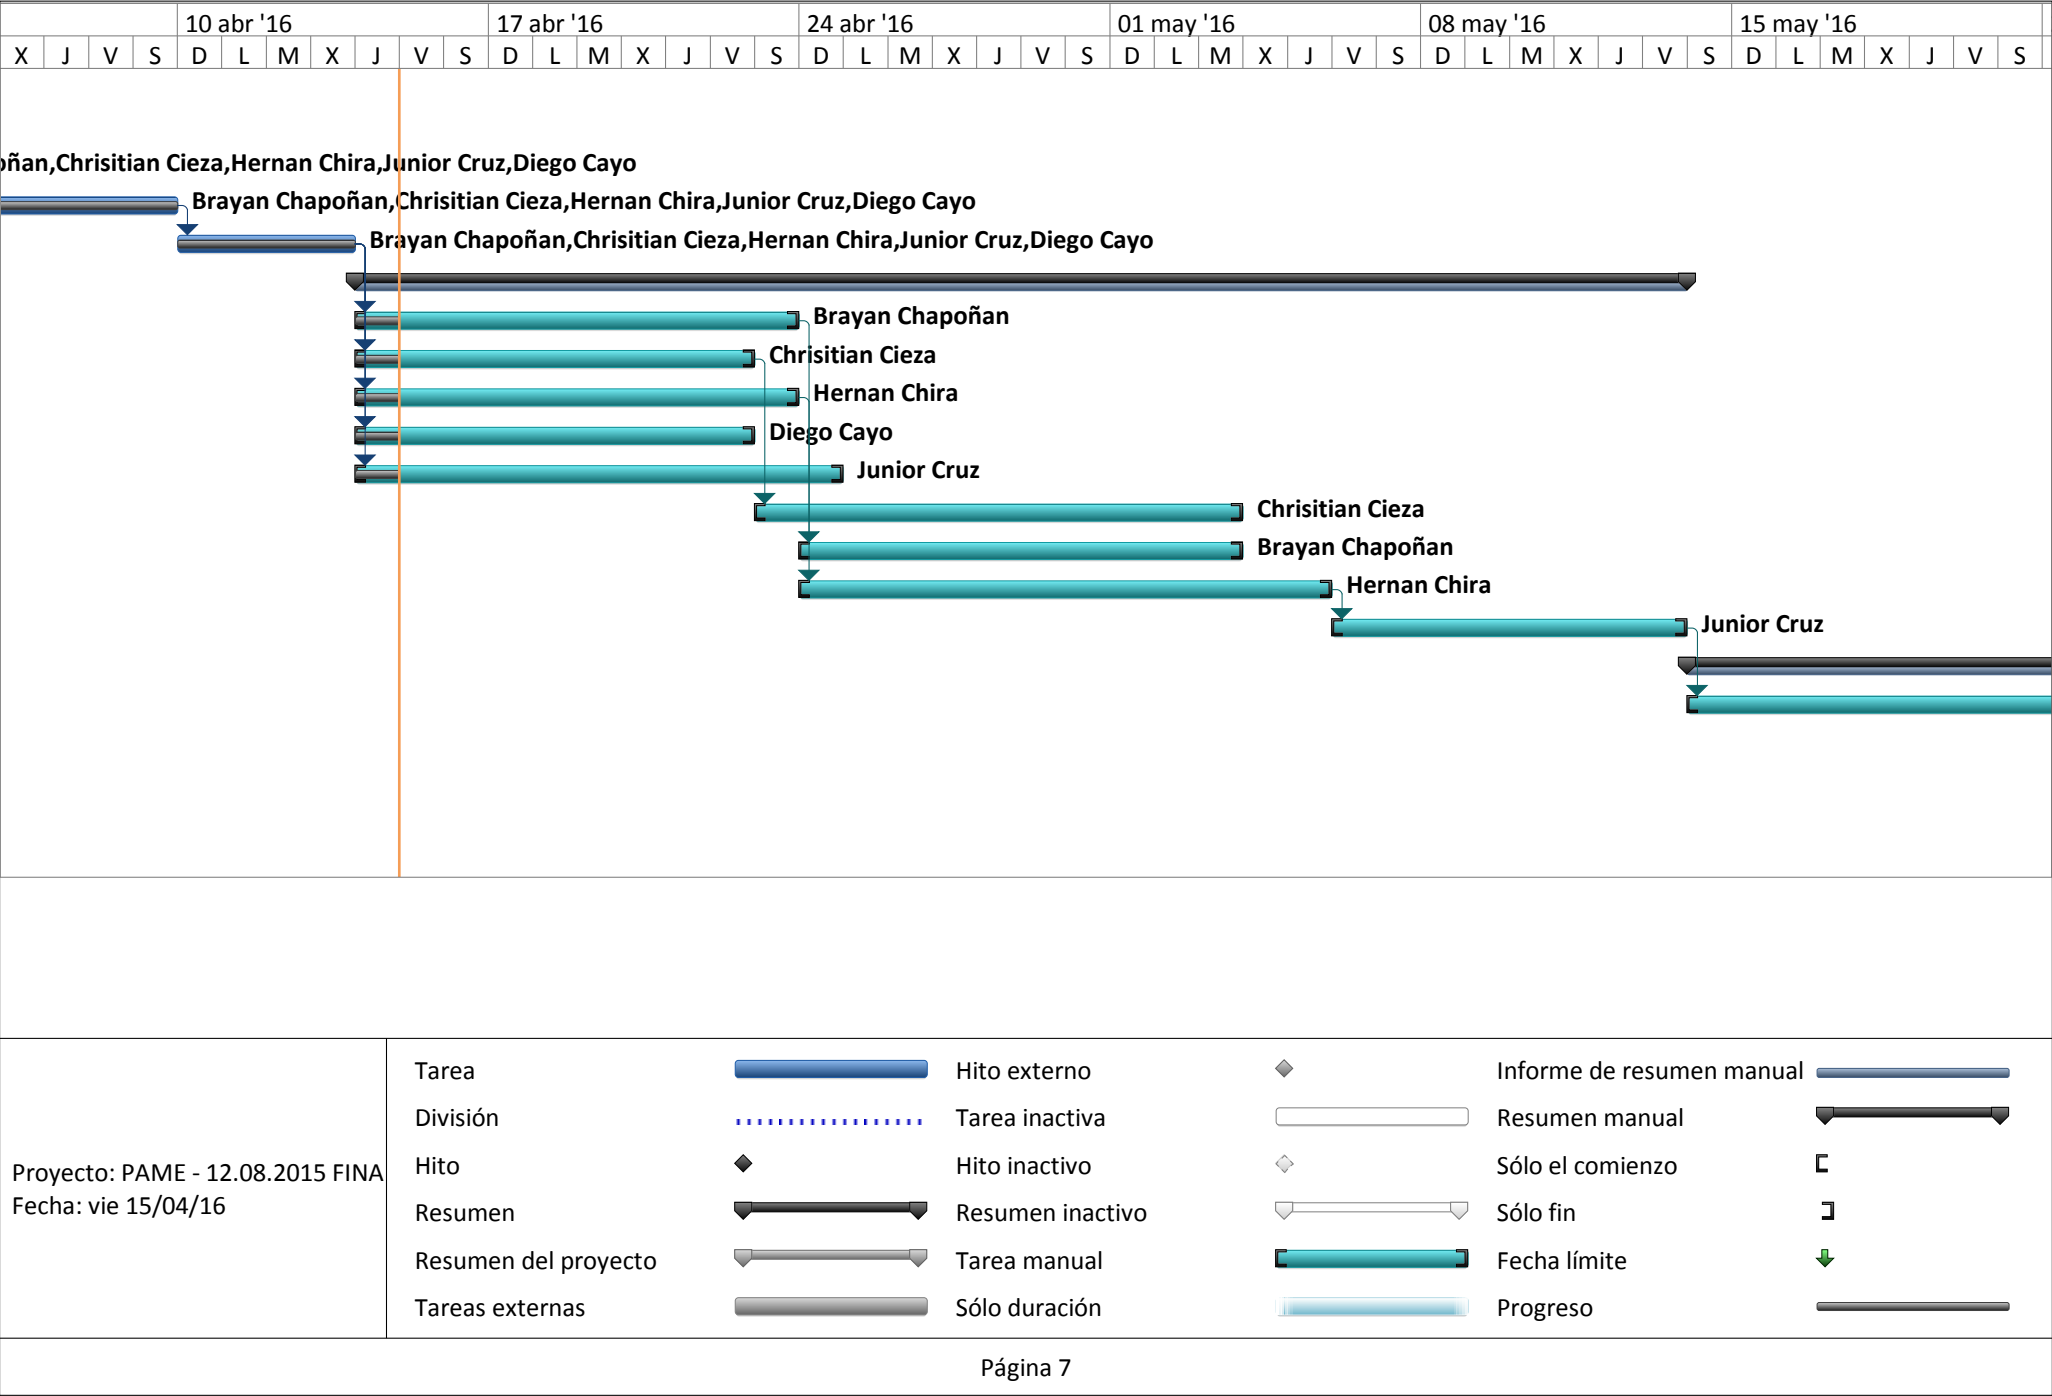 10 abr '16 17 abr '16 24 abr '16 01 may '16 08 may '16 15 may '16
X J V S D L M X J V S D L M X J V S D L M X J V S D L M X J V S D L M X J V S D L M X J V S
oñan,Chrisitian Cieza,Hernan Chira,Junior Cruz,Diego Cayo
Brayan Chapoñan,Chrisitian Cieza,Hernan Chira,Junior Cruz,Diego Cayo
Brayan Chapoñan,Chrisitian Cieza,Hernan Chira,Junior Cruz,Diego Cayo
Brayan Chapoñan
Chrisitian Cieza
Hernan Chira
Diego Cayo
Junior Cruz
Chrisitian Cieza
Brayan Chapoñan
Hernan Chira
Junior Cruz
Proyecto: PAME - 12.08.2015 FINA
Fecha: vie 15/04/16
Tarea
División
Hito
Resumen
Resumen del proyecto
Tareas externas
Hito externo
Tarea inactiva
Hito inactivo
Resumen inactivo
Tarea manual
Sólo duración
Informe de resumen manual
Resumen manual
Sólo el comienzo
Sólo fin
Fecha límite
Progreso
Página 7